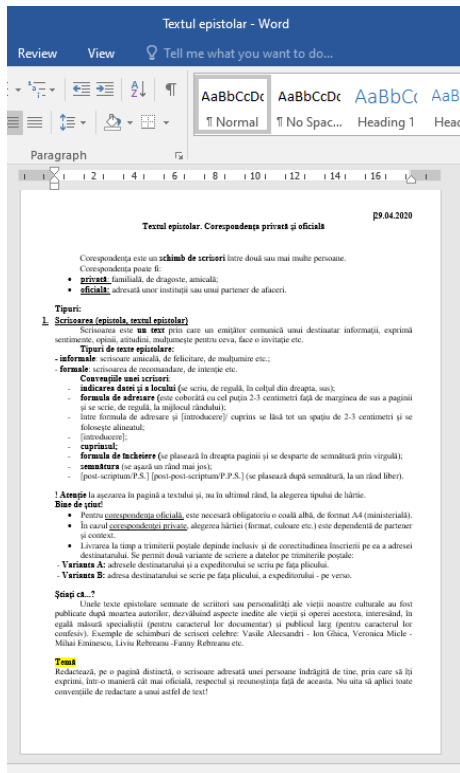 Textul epistolar - Word
Review View Tell me what you want to do...
AaBbCcDc AaBbCcDc AaBbC( AaB
¶ Normal ¶ No Spac... Heading 1 Head
Paragraph
2 4 6 8 10 12 14 16
29.04.2020
Textul epistolar. Corespondența privată și oficială
Corespondența este un schimb de scrisori între două sau mai multe persoane.
Corespondența poate fi:
• privată: familială, de dragoste, amicală;
• oficială: adresată unor instituții sau unui partener de afaceri.
Tipuri:
1. Scrisoarea (epistola, textul epistolar)
Scrisoarea este un text prin care un emițător comunică unui destinatar informații, exprimă
sentimente, opinii, atitudini, mulțumește pentru ceva, face o invitație etc.
Tipuri de texte epistolare:
- informale: scrisoare amicală, de felicitare, de mulțumire etc.;
- formale: scrisoarea de recomandare, de intenție etc.
Convențiile unei scrisori:
- indicarea datei și a locului (se scriu, de regulă, în colțul din dreapta, sus);
- formula de adresare (este coborâtă cu cel puțin 2-3 centimetri față de marginea de sus a paginii
și se scrie, de regulă, la mijlocul rândului);
- între formula de adresare și [introducere]/ cuprins se lăsă tot un spațiu de 2-3 centimetri și se
folosește alineatul;
- [introducere];
- cuprinsul;
- formula de încheiere (se plasează în dreapta paginii și se desparte de semnătură prin virgulă);
- semnătura (se așază un rând mai jos);
- [post-scriptum/P.S.] [post-post-scriptum/P.P.S.] (se plasează după semnătură, la un rând liber).
! Atenție la așezarea în pagină a textului și, nu în ultimul rând, la alegerea tipului de hârtie.
Bine de știut!
• Pentru corespondența oficială, este necesară obligatoriu o coală albă, de format A4 (ministerială).
• În cazul corespondenței private, alegerea hârtiei (format, culoare etc.) este dependentă de partener
și context.
• Livrarea la timp a trimiterii poștale depinde inclusiv și de corectitudinea înscrierii pe ea a adresei
destinatarului. Se permit două variante de scriere a datelor pe trimiterile poștale:
- Varianta A: adresele destinatarului și a expeditorului se scriu pe fața plicului.
- Varianta B: adresa destinatarului se scrie pe fața plicului, a expeditorului - pe verso.
Știați că...?
Unele texte epistolare semnate de scriitori sau personalități ale vieții noastre culturale au fost
publicate după moartea autorilor, dezvăluind aspecte inedite ale vieții și operei acestora, interesând, în
egală măsură specialiștii (pentru caracterul lor documentar) și publicul larg (pentru caracterul lor
confesiv). Exemple de schimburi de scrisori celebre: Vasile Alecsandri - Ion Ghica, Veronica Micle -
Mihai Eminescu, Liviu Rebreanu -Fanny Rebreanu etc.
Temă
Redactează, pe o pagină distinctă, o scrisoare adresată unei persoane îndrăgită de tine, prin care să îți
exprimi, într-o manieră cât mai oficială, respectul și recunoștința față de aceasta. Nu uita să aplici toate
convențiile de redactare a unui astfel de text!